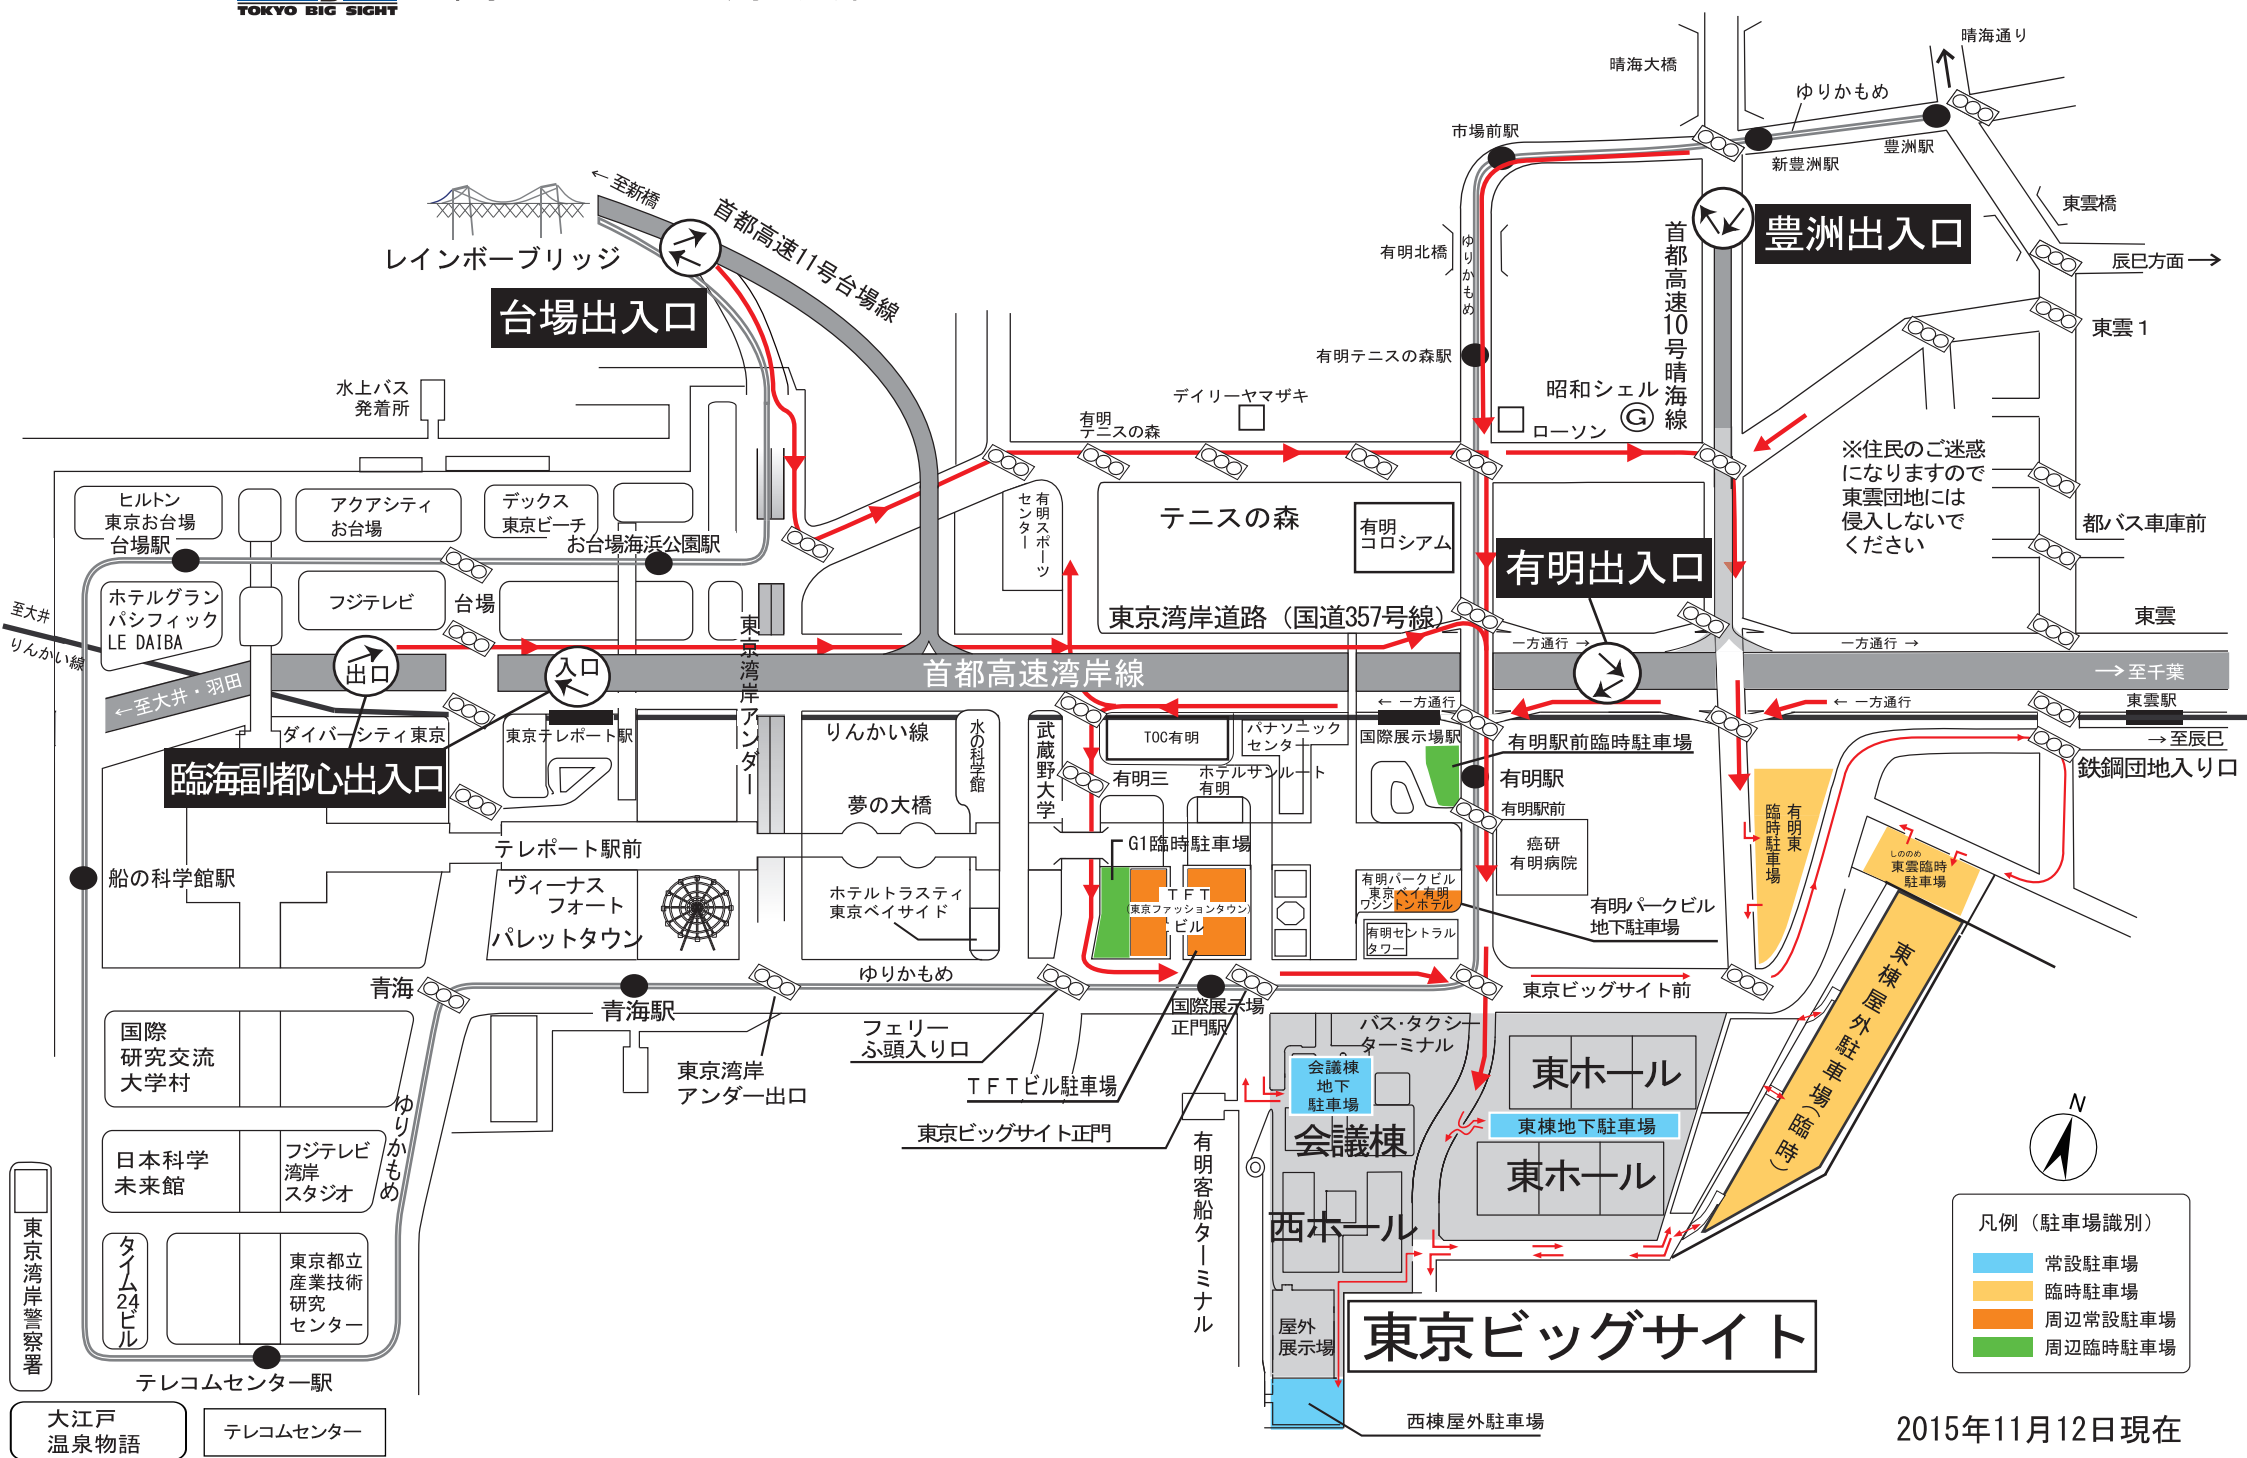 TOKYO BIG SIGHT
晴海通り
晴海大橋
ゆりかもめ
市場前駅
新豊洲駅
豊洲駅
東雲橋
←至新橋
首都高速11号台場線
レインボーブリッジ
台場出入口
有明北橋
ゆりかもめ
首都高速10号晴海線
豊洲出入口
辰巳方面→
東雲1
有明テニスの森駅
水上バス
発着所
デイリーヤマザキ
昭和シェル
G
ローソン
有明
テニスの森
※住民のご迷惑
になりますので
東雲団地には
侵入しないで
ください
都バス車庫前
ヒルトン
東京お台場
台場駅
アクアシティ
お台場
デックス
東京ビーチ
お台場海浜公園駅
有明スポーツ
センター
テニスの森
有明
コロシアム
有明出入口
至大井
りんかい線
ホテルグラン
パシフィック
LE DAIBA
フジテレビ
台場
東京湾岸アンダー
東京湾岸道路（国道357号線）
一方通行→
一方通行→
東雲
出口
入口
首都高速湾岸線
→至千葉
←至大井・羽田
←一方通行
←一方通行
東雲駅
→至辰巳
鉄鋼団地入り口
ダイバーシティ東京
東京テレポート駅
りんかい線
水の科学館
武蔵野大学
TOC有明
パナソニック
センター
国際展示場駅
有明駅前臨時駐車場
臨海副都心出入口
有明三
ホテルサンルート
有明
有明駅
有明駅前
夢の大橋
G1臨時駐車場
癌研
有明病院
有明東
臨時駐車場
しののめ
東雲臨時
駐車場
テレポート駅前
船の科学館駅
ヴィーナス
フォート
パレットタウン
ホテルトラスティ
東京ベイサイド
TFT
(東京ファッションタウン)
ビル
有明パークビル
東京ベイ有明
ワシントンホテル
有明セントラル
タワー
有明パークビル
地下駐車場
東棟屋外駐車場(臨時)
青海
青海駅
ゆりかもめ
国際展示場
正門駅
東京ビッグサイト前
国際
研究交流
大学村
東京湾岸
アンダー出口
フェリー
ふ頭入り口
TFTビル駐車場
東京ビッグサイト正門
バス・タクシー
ターミナル
会議棟
地下
駐車場
会議棟
東ホール
東棟地下駐車場
東ホール
西ホール
有明客船ターミナル
日本科学
未来館
フジテレビ
湾岸
スタジオ
ゆりかもめ
東京湾岸警察署
タイム24ビル
東京都立
産業技術
研究
センター
テレコムセンター駅
大江戸
温泉物語
テレコムセンター
屋外
展示場
東京ビッグサイト
西棟屋外駐車場
N
凡例（駐車場識別）
常設駐車場
臨時駐車場
周辺常設駐車場
周辺臨時駐車場
2015年11月12日現在